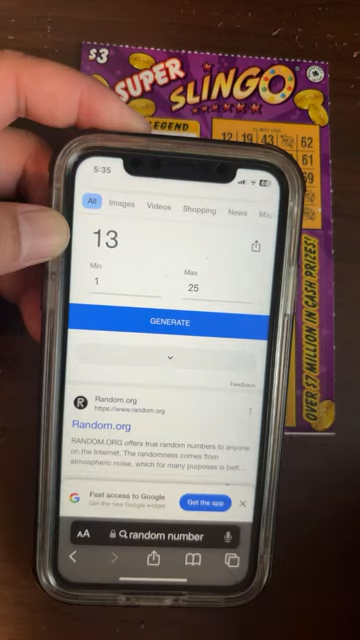 $3
SUPER SLINGO
LEGEND
12 19 43 62
61
69
OVER $7 MILLION IN CASH PRIZES!
5:35
All Images Videos Shopping News
13
Min Max
1 25
GENERATE
Feedback
Random.org
https://www.random.org
Random.org
RANDOM.ORG offers true random numbers to anyone
on the Internet. The randomness comes from
atmospheric noise, which for many purposes is bett...
Fast access to Google
Get the new Google widget
Get the app
AA random number